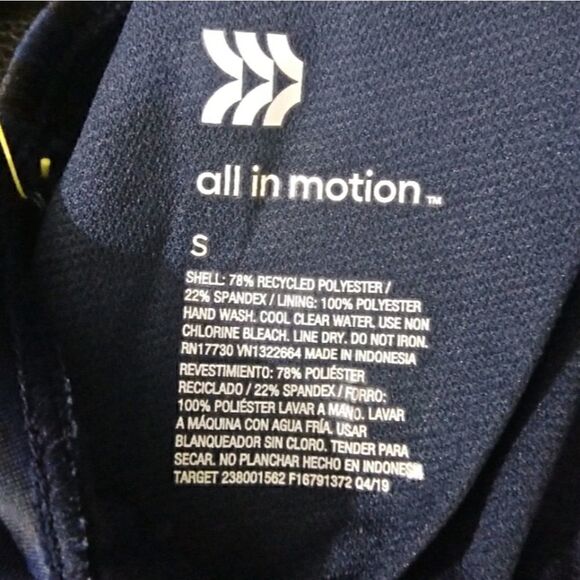 all in motion™
S
SHELL: 78% RECYCLED POLYESTER /
22% SPANDEX / LINING: 100% POLYESTER
HAND WASH. COOL CLEAR WATER. USE NON
CHLORINE BLEACH. LINE DRY. DO NOT IRON.
RN17730 VN1322664 MADE IN INDONESIA
REVESTIMIENTO: 78% POLIÉSTER
RECICLADO / 22% SPANDEX / FORRO:
100% POLIÉSTER LAVAR A MANO. LAVAR
A MÁQUINA CON AGUA FRÍA. USAR
BLANQUEADOR SIN CLORO. TENDER PARA
SECAR. NO PLANCHAR HECHO EN INDONESIA
TARGET 238001562 F16791372 Q4/19